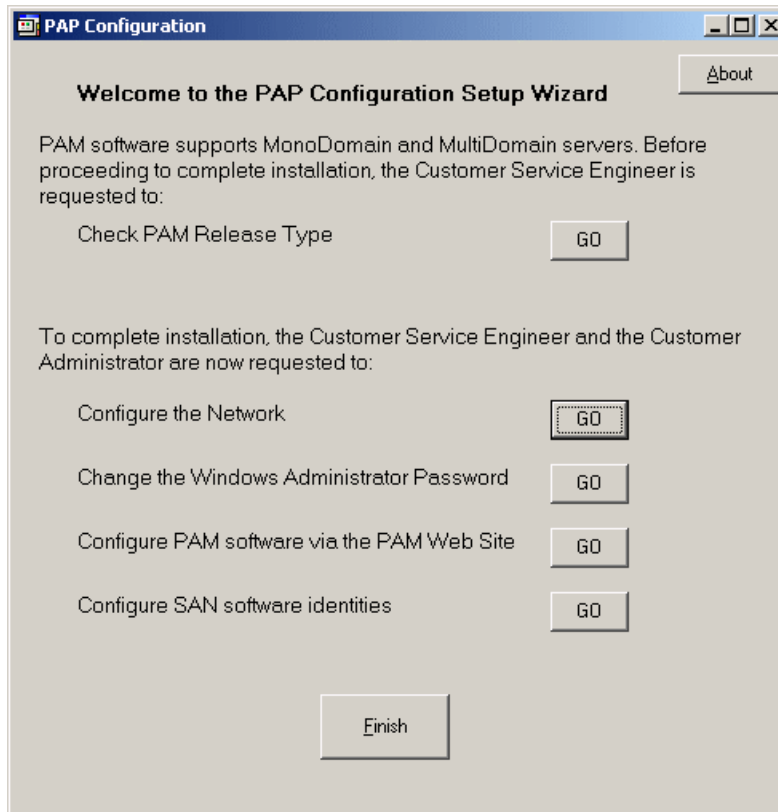 PAP Configuration
About
Welcome to the PAP Configuration Setup Wizard
PAM software supports MonoDomain and MultiDomain servers. Before
proceeding to complete installation, the Customer Service Engineer is
requested to:
Check PAM Release Type GO
To complete installation, the Customer Service Engineer and the Customer
Administrator are now requested to:
Configure the Network GO
Change the Windows Administrator Password GO
Configure PAM software via the PAM Web Site GO
Configure SAN software identities GO
Finish